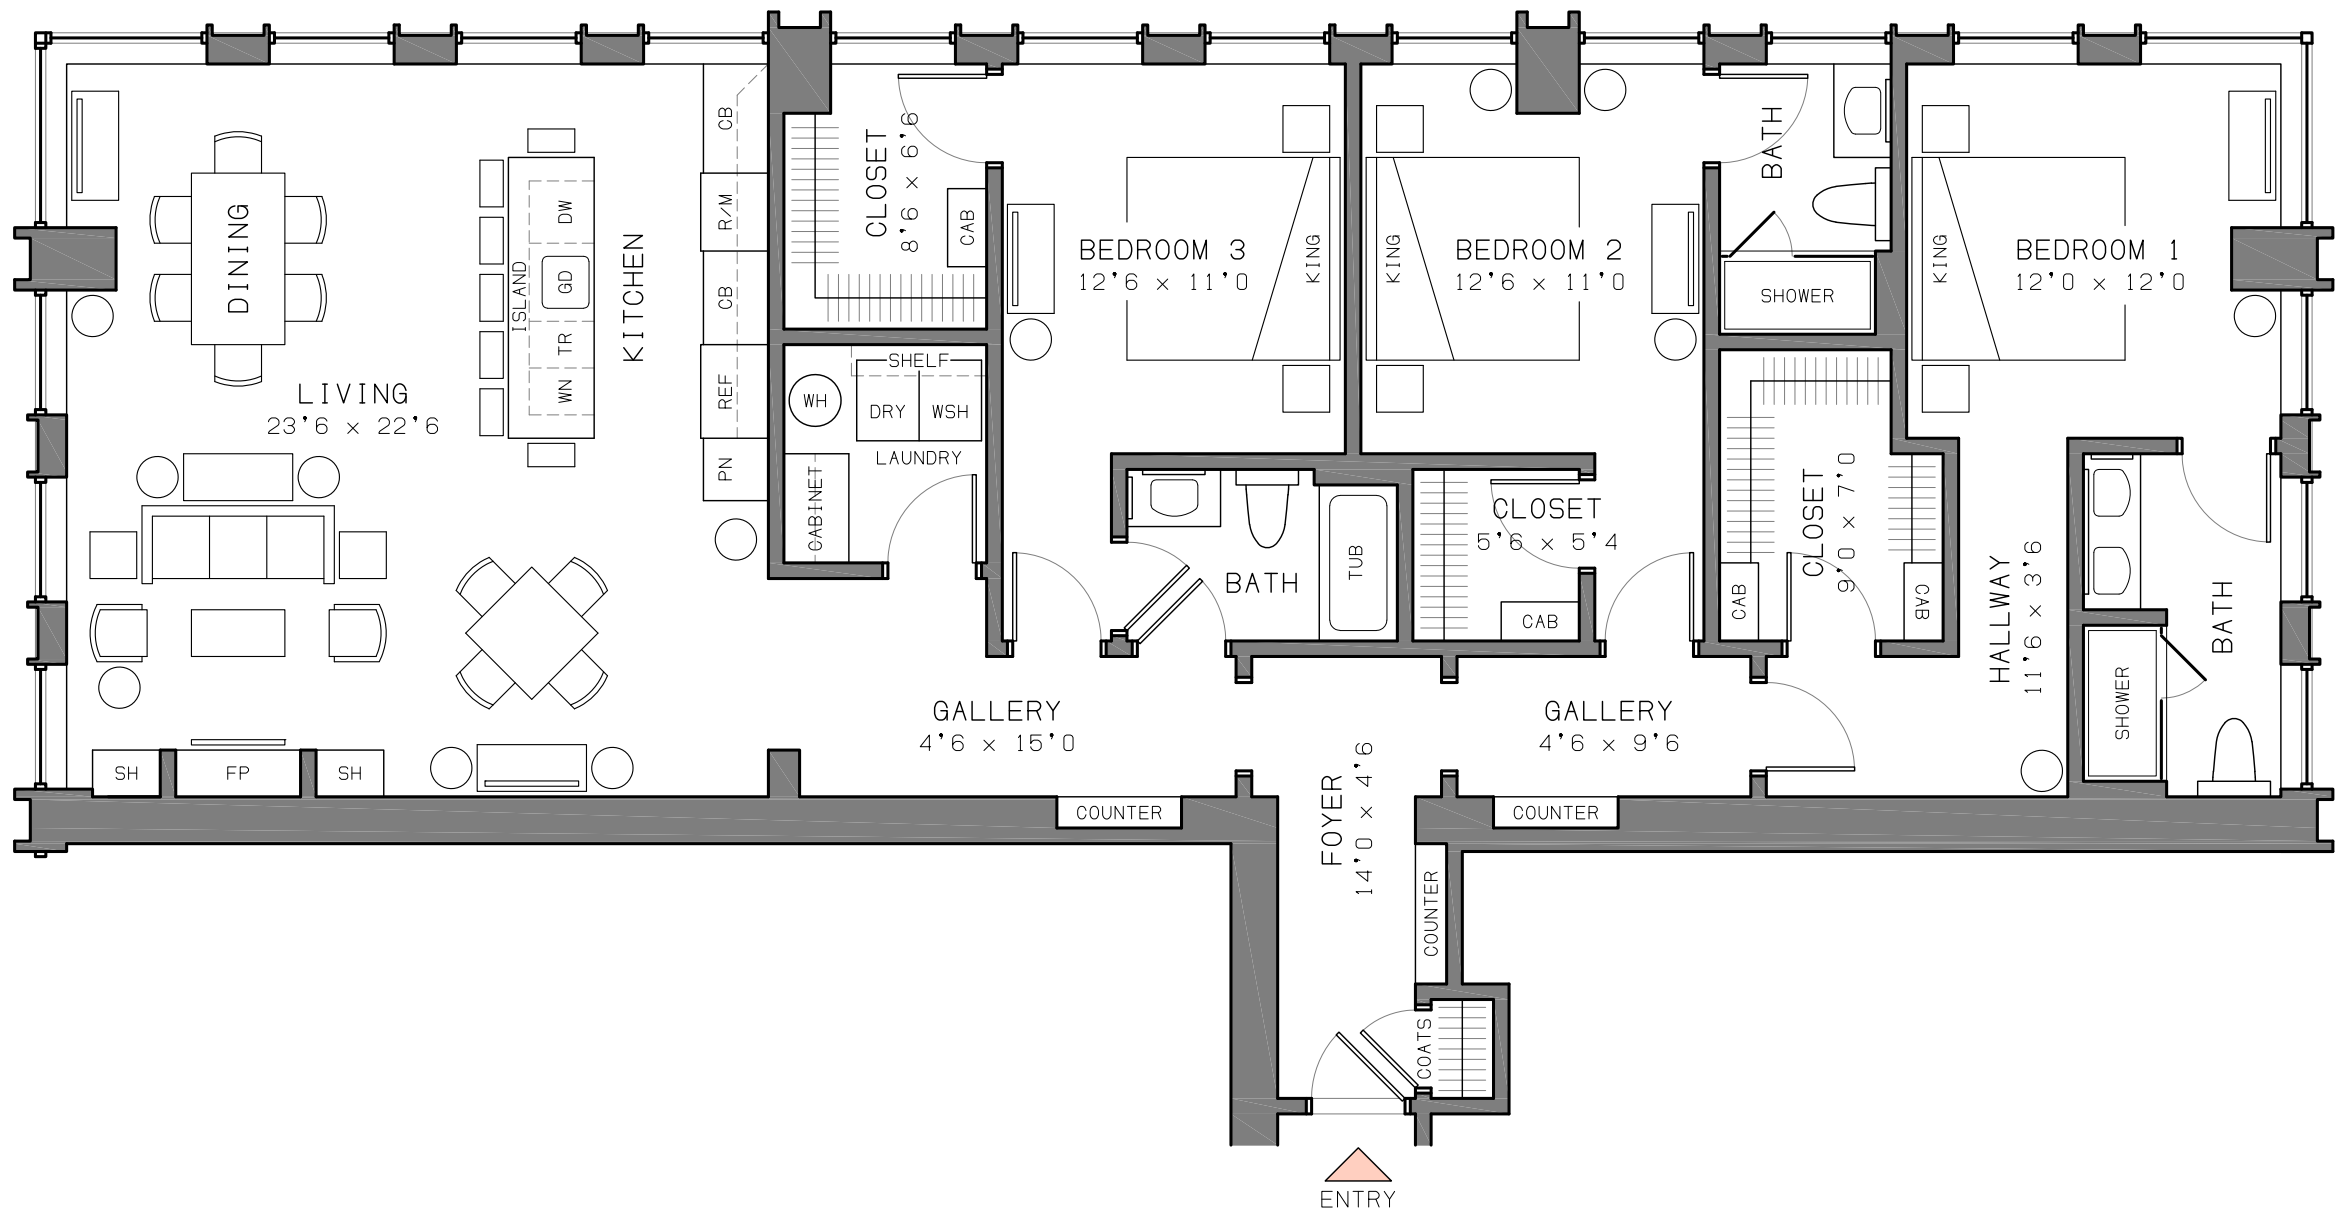 DINING
LIVING
23'6 x 22'6
ISLAND
DW
GD
TR
WN
KITCHEN
CB
R/M
CB
REF
PN
SH
FP
SH
CLOSET
8'6 x 6'6
CAB
SHELF
WH
DRY
WSH
LAUNDRY
CABINET
BEDROOM 3
12'6 x 11'0
KING
KING
BEDROOM 2
12'6 x 11'0
BATH
SHOWER
KING
BEDROOM 1
12'0 x 12'0
BATH
TUB
CLOSET
5'6 x 5'4
CAB
CLOSET
9'0 x 7'0
CAB
CAB
HALLWAY
11'6 x 3'6
BATH
SHOWER
GALLERY
4'6 x 15'0
COUNTER
GALLERY
4'6 x 9'6
COUNTER
FOYER
14'0 x 4'6
COUNTER
COATS
ENTRY